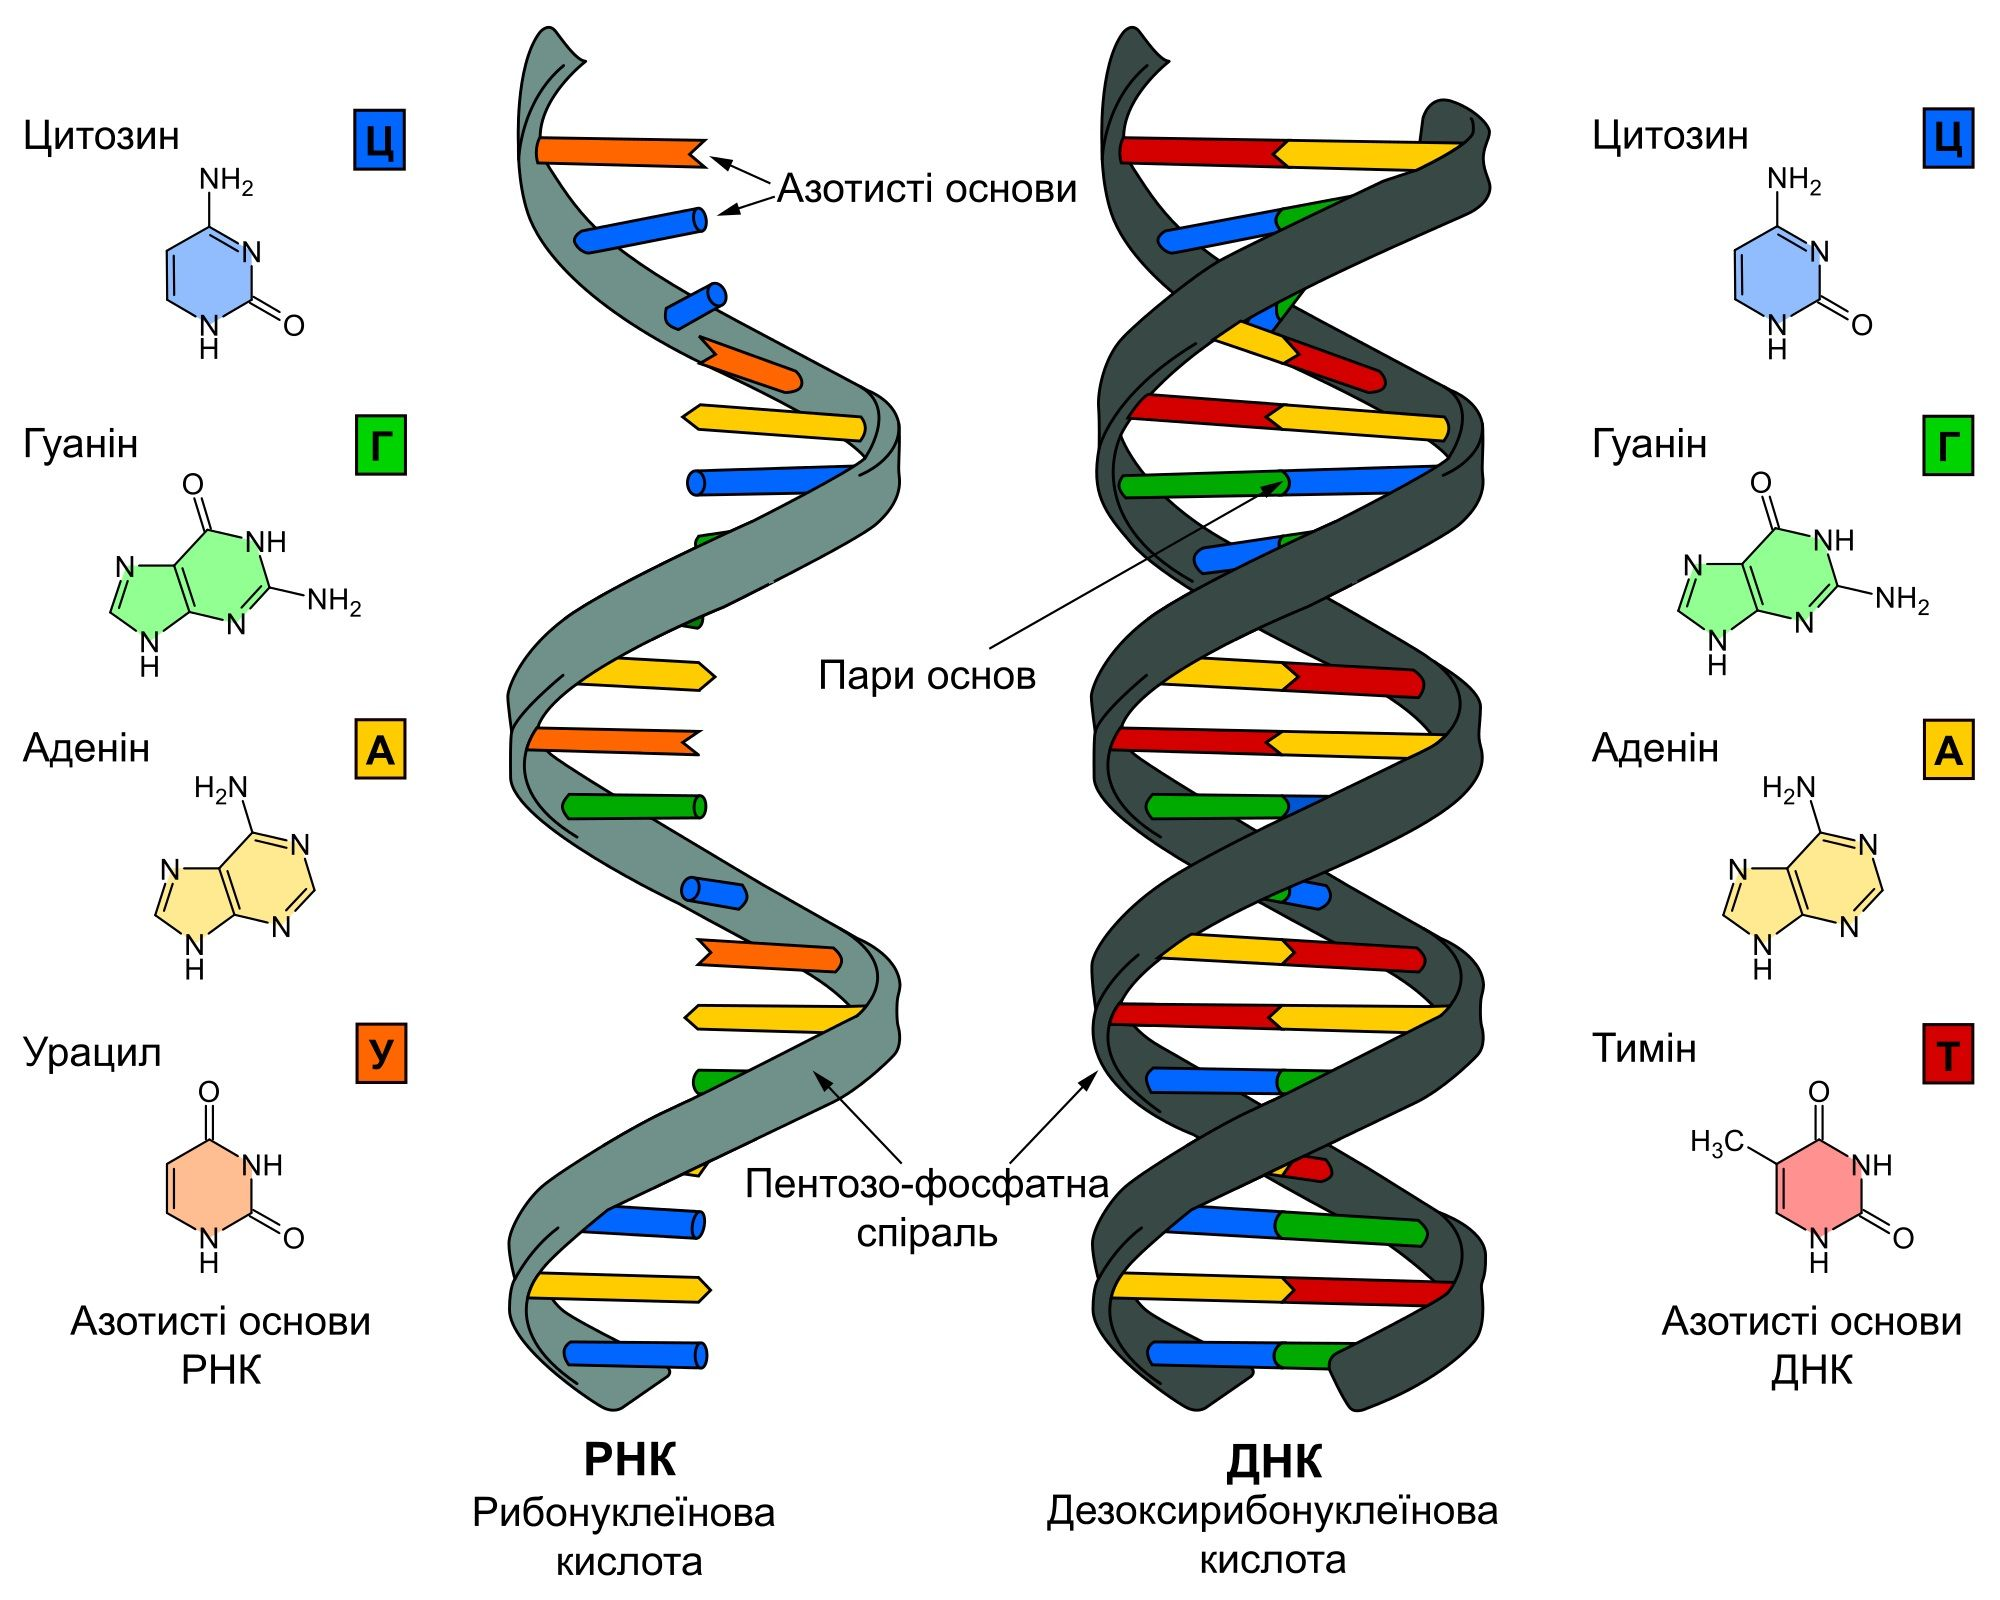 Цитозин
Ц
NH2
N
N
H
O
Гуанін
Г
O
N
NH
N
H
N
NH2
Аденін
А
H2N
N
N
N
H
N
Урацил
У
O
NH
N
H
O
Азотисті основи
РНК
Азотисті основи
Пари основ
Пентозо-фосфатна
спіраль
РНК
Рибонуклеїнова
кислота
ДНК
Дезоксирибонуклеїнова
кислота
Цитозин
Ц
NH2
N
N
H
O
Гуанін
Г
O
N
NH
N
H
N
NH2
Аденін
А
H2N
N
N
N
H
N
Тимін
Т
O
H3C
NH
N
H
O
Азотисті основи
ДНК